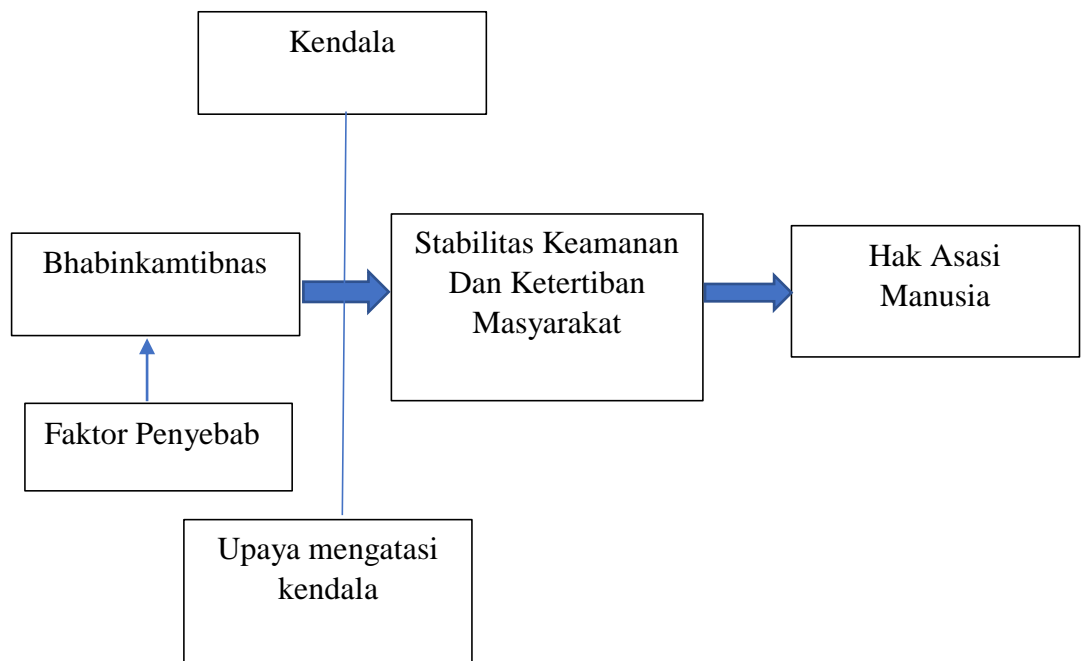 Kendala
Bhabinkamtibnas
Stabilitas Keamanan
Dan Ketertiban
Masyarakat
Hak Asasi
Manusia
Faktor Penyebab
Upaya mengatasi
kendala